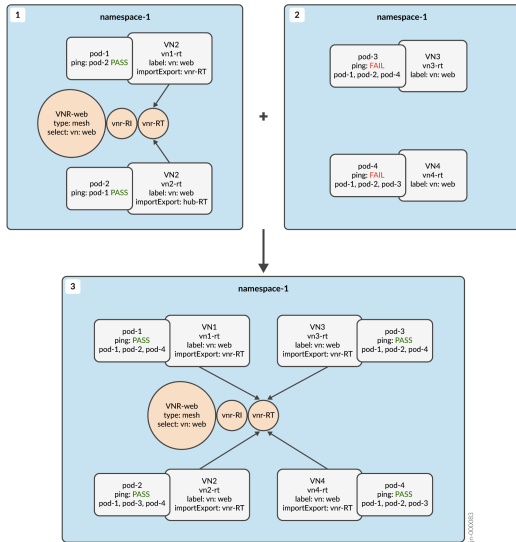 1
namespace-1
pod-1
ping: pod-2 PASS
VN2
vn1-rt
label: vn: web
importExport: vnr-RT
VNR-web
type: mesh
select: vn: web
vnr-RI
vnr-RT
pod-2
ping: pod-1 PASS
VN2
vn2-rt
label: vn: web
importExport: hub-RT
+
2
namespace-1
pod-3
ping: FAIL
pod-1, pod-2, pod-4
VN3
vn3-rt
label: vn: web
pod-4
ping: FAIL
pod-1, pod-2, pod-3
VN4
vn4-rt
label: vn: web
3
namespace-1
pod-1
ping: PASS
pod-1, pod-2, pod-4
VN1
vn1-rt
label: vn: web
importExport: vnr-RT
VN3
vn3-rt
label: vn: web
importExport: vnr-RT
pod-3
ping: PASS
pod-1, pod-2, pod-4
VNR-web
type: mesh
select: vn: web
vnr-RI
vnr-RT
pod-2
ping: PASS
pod-1, pod-3, pod-4
VN2
vn2-rt
label: vn: web
importExport: vnr-RT
VN4
vn4-rt
label: vn: web
importExport: vnr-RT
pod-4
ping: PASS
pod-1, pod-2, pod-3
jn-000083